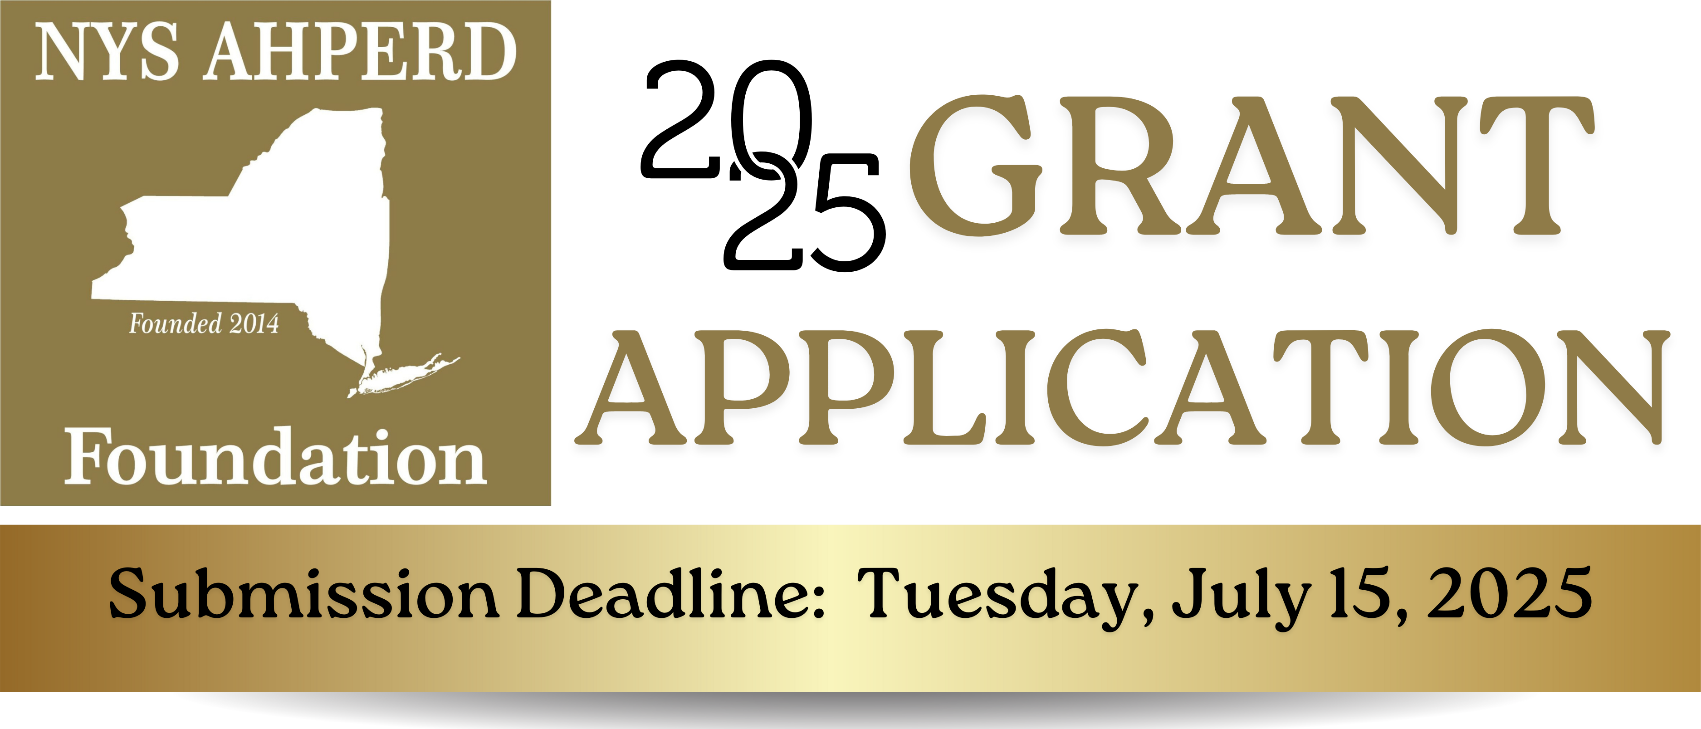 NYS AHPERD
Founded 2014
Foundation
2025 GRANT
APPLICATION
Submission Deadline: Tuesday, July 15, 2025